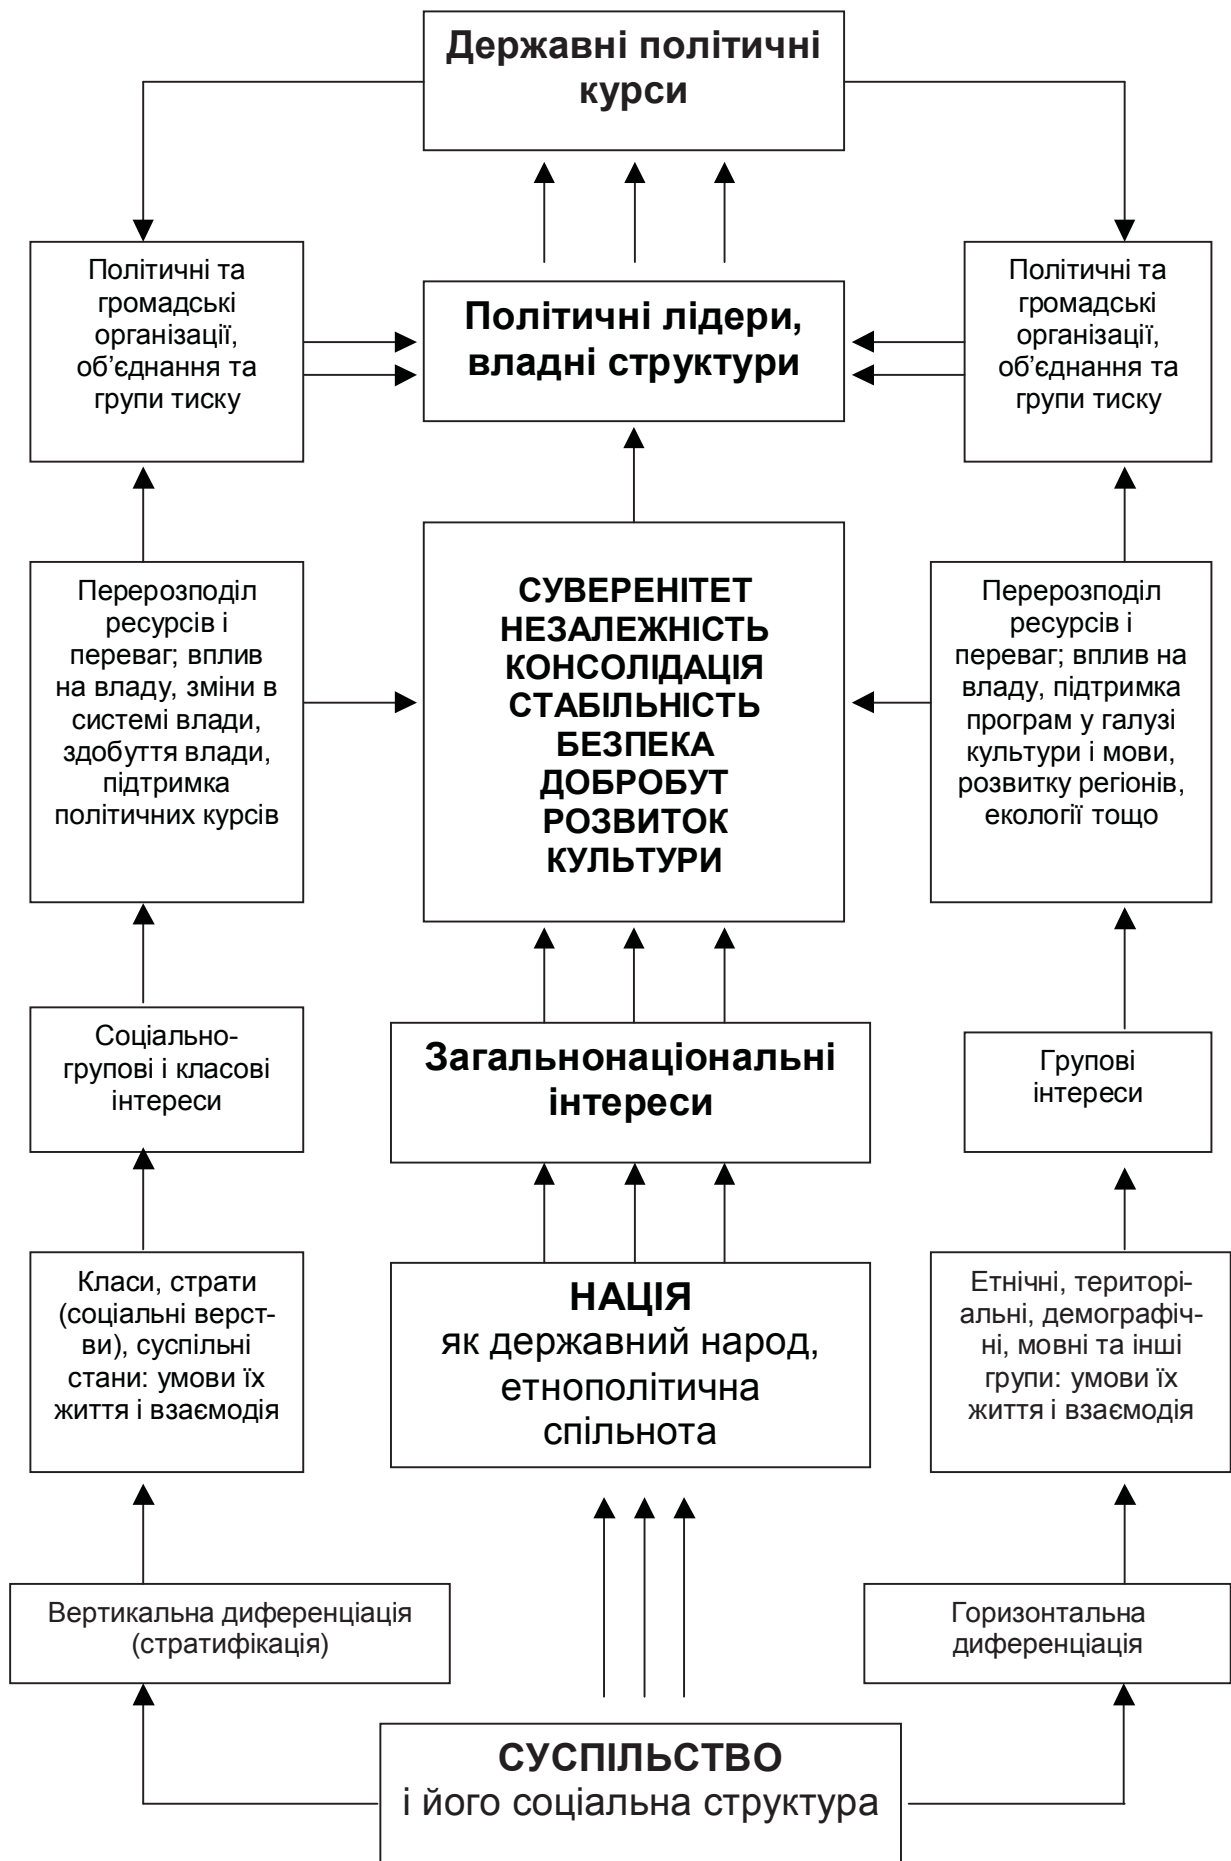 Державні політичні
курси
Політичні та
громадські
організації,
об’єднання та
групи тиску
Політичні лідери,
владні структури
Політичні та
громадські
організації,
об’єднання та
групи тиску
Перерозподіл
ресурсів і
переваг; вплив
на владу, зміни в
системі влади,
здобуття влади,
підтримка
політичних курсів
СУВЕРЕНІТЕТ
НЕЗАЛЕЖНІСТЬ
КОНСОЛІДАЦІЯ
СТАБІЛЬНІСТЬ
БЕЗПЕКА
ДОБРОБУТ
РОЗВИТОК
КУЛЬТУРИ
Перерозподіл
ресурсів і
переваг; вплив на
владу, підтримка
програм у галузі
культури і мови,
розвитку регіонів,
екології тощо
Соціально-
групові і класові
інтереси
Загальнонаціональні
інтереси
Групові
інтереси
Класи, страти
(соціальні верст-
ви), суспільні
стани: умови їх
життя і взаємодія
НАЦІЯ
як державний народ,
етнополітична
спільнота
Етнічні, територі-
альні, демографіч-
ні, мовні та інші
групи: умови їх
життя і взаємодія
Вертикальна диференціація
(стратифікація)
Горизонтальна
диференціація
СУСПІЛЬСТВО
і його соціальна структура